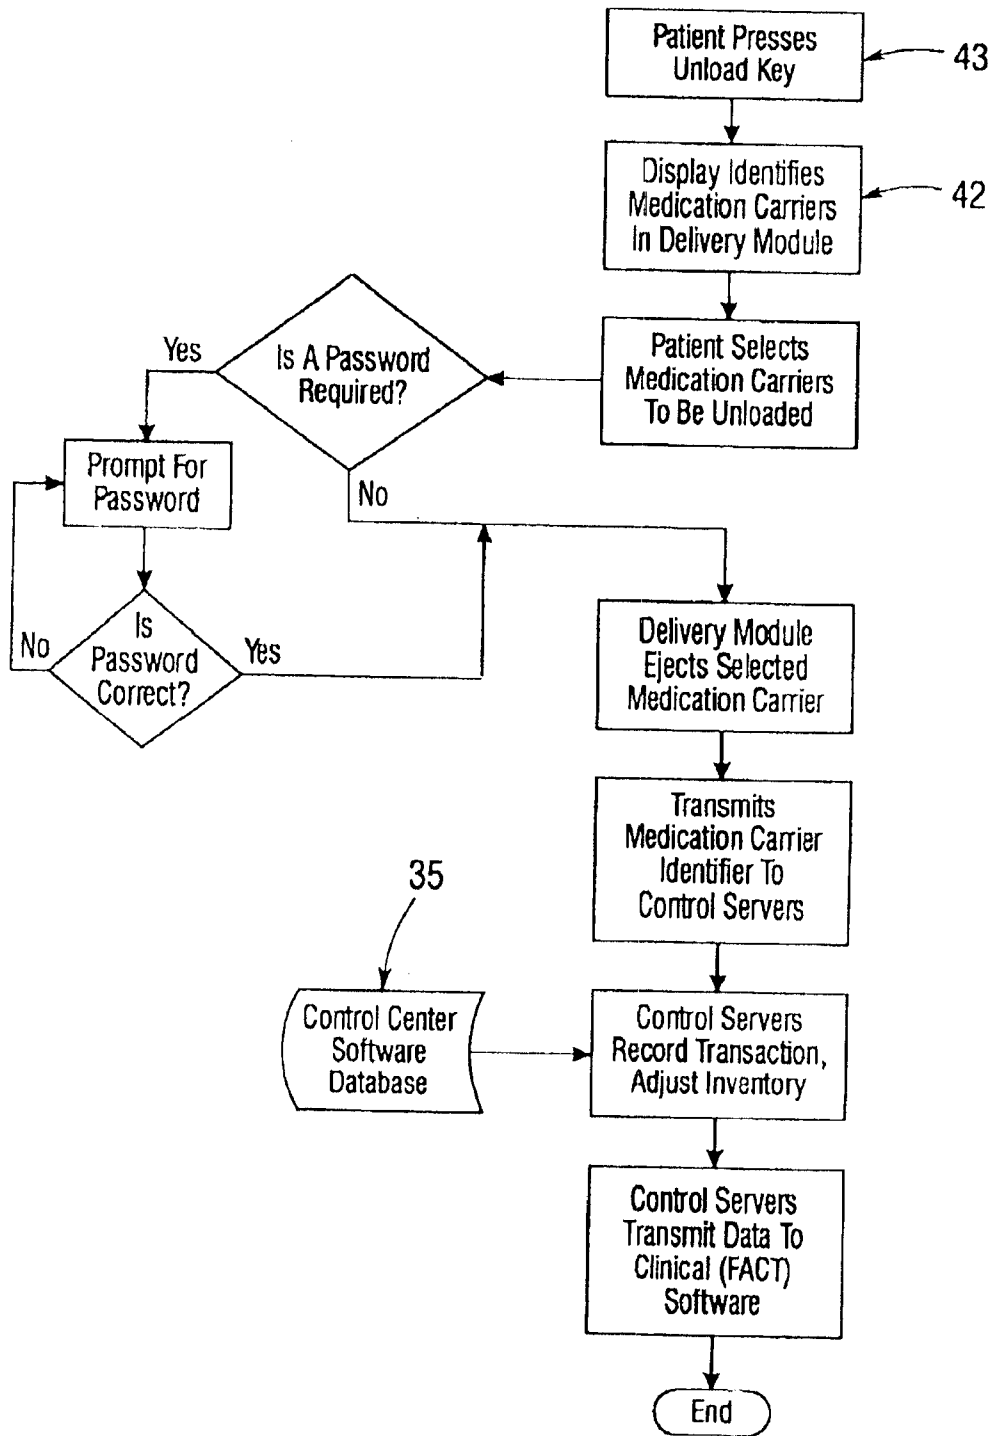 Patient Presses
Unload Key
43
Display Identifies
Medication Carriers
In Delivery Module
42
Patient Selects
Medication Carriers
To Be Unloaded
Is A Password
Required?
Yes
No
Prompt For
Password
Is
Password
Correct?
No
Yes
Delivery Module
Ejects Selected
Medication Carrier
Transmits
Medication Carrier
Identifier To
Control Servers
35
Control Center
Software
Database
Control Servers
Record Transaction,
Adjust Inventory
Control Servers
Transmit Data To
Clinical (FACT)
Software
End